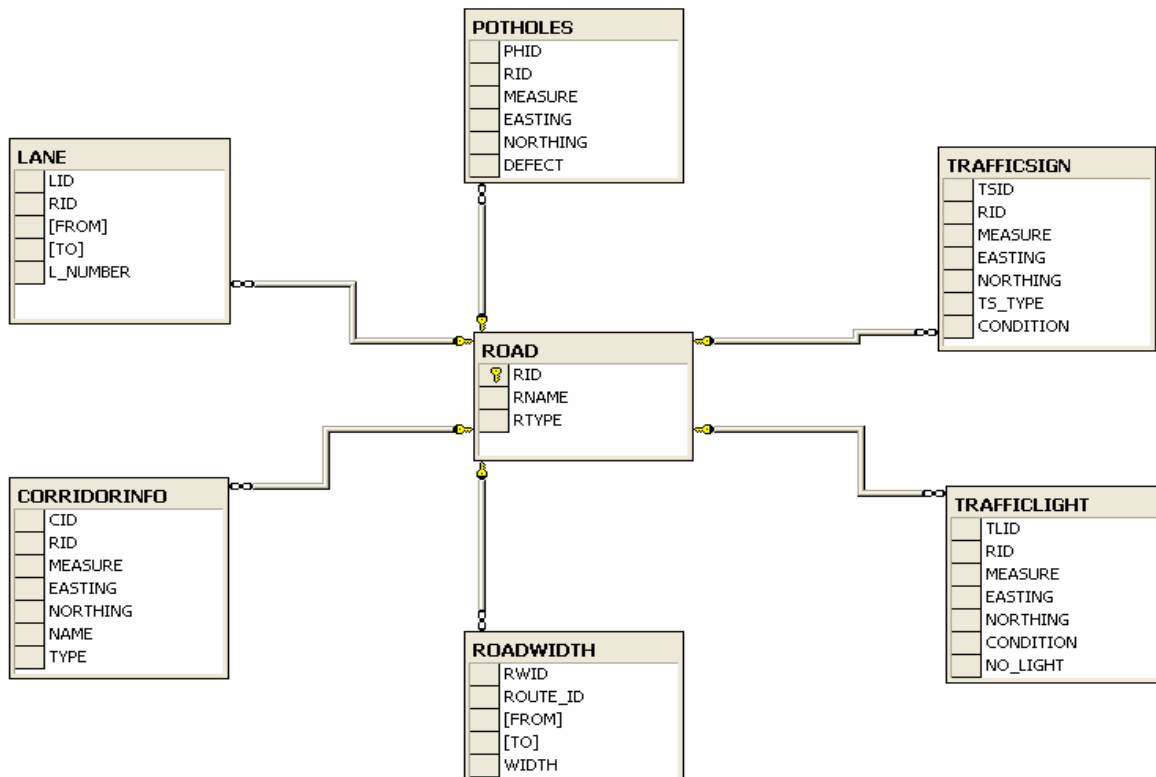 POTHOLES
PHID
RID
MEASURE
EASTING
NORTHING
DEFECT
LANE
LID
RID
[FROM]
[TO]
L_NUMBER
TRAFFICSIGN
TSID
RID
MEASURE
EASTING
NORTHING
TS_TYPE
CONDITION
ROAD
RID
RNAME
RTYPE
CORRIDORINFO
CID
RID
MEASURE
EASTING
NORTHING
NAME
TYPE
TRAFFICLIGHT
TLID
RID
MEASURE
EASTING
NORTHING
CONDITION
NO_LIGHT
ROADWIDTH
RWID
ROUTE_ID
[FROM]
[TO]
WIDTH